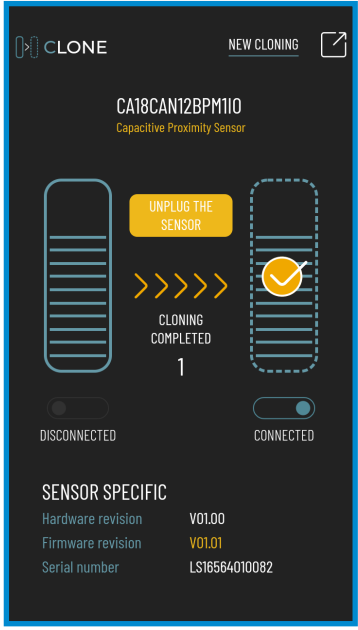 CLONE
NEW CLONING
CA18CAN12BPM1IO
Capacitive Proximity Sensor
UNPLUG THE
SENSOR
CLONING
COMPLETED
1
DISCONNECTED
CONNECTED
SENSOR SPECIFIC
Hardware revision V01.00
Firmware revision V01.01
Serial number LS16564010082